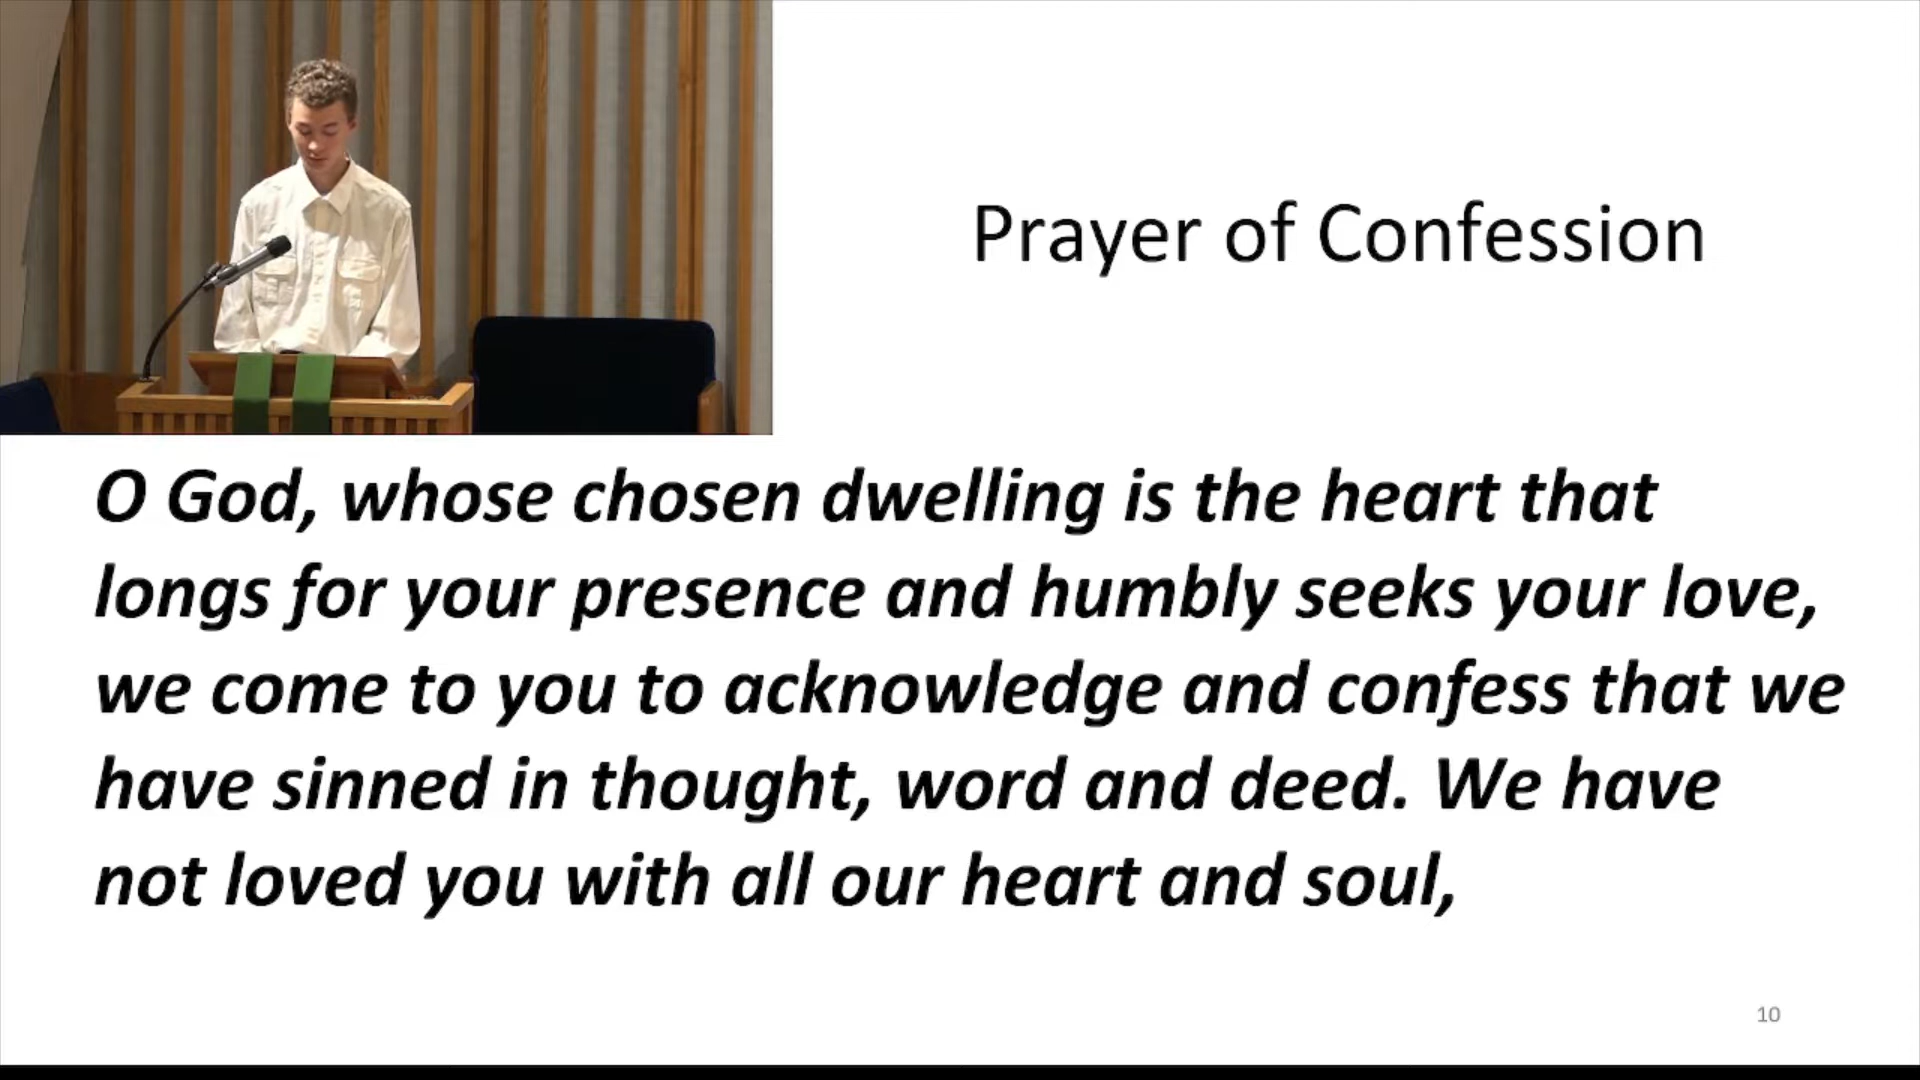 Prayer of Confession
O God, whose chosen dwelling is the heart that
longs for your presence and humbly seeks your love,
we come to you to acknowledge and confess that we
have sinned in thought, word and deed. We have
not loved you with all our heart and soul,
10